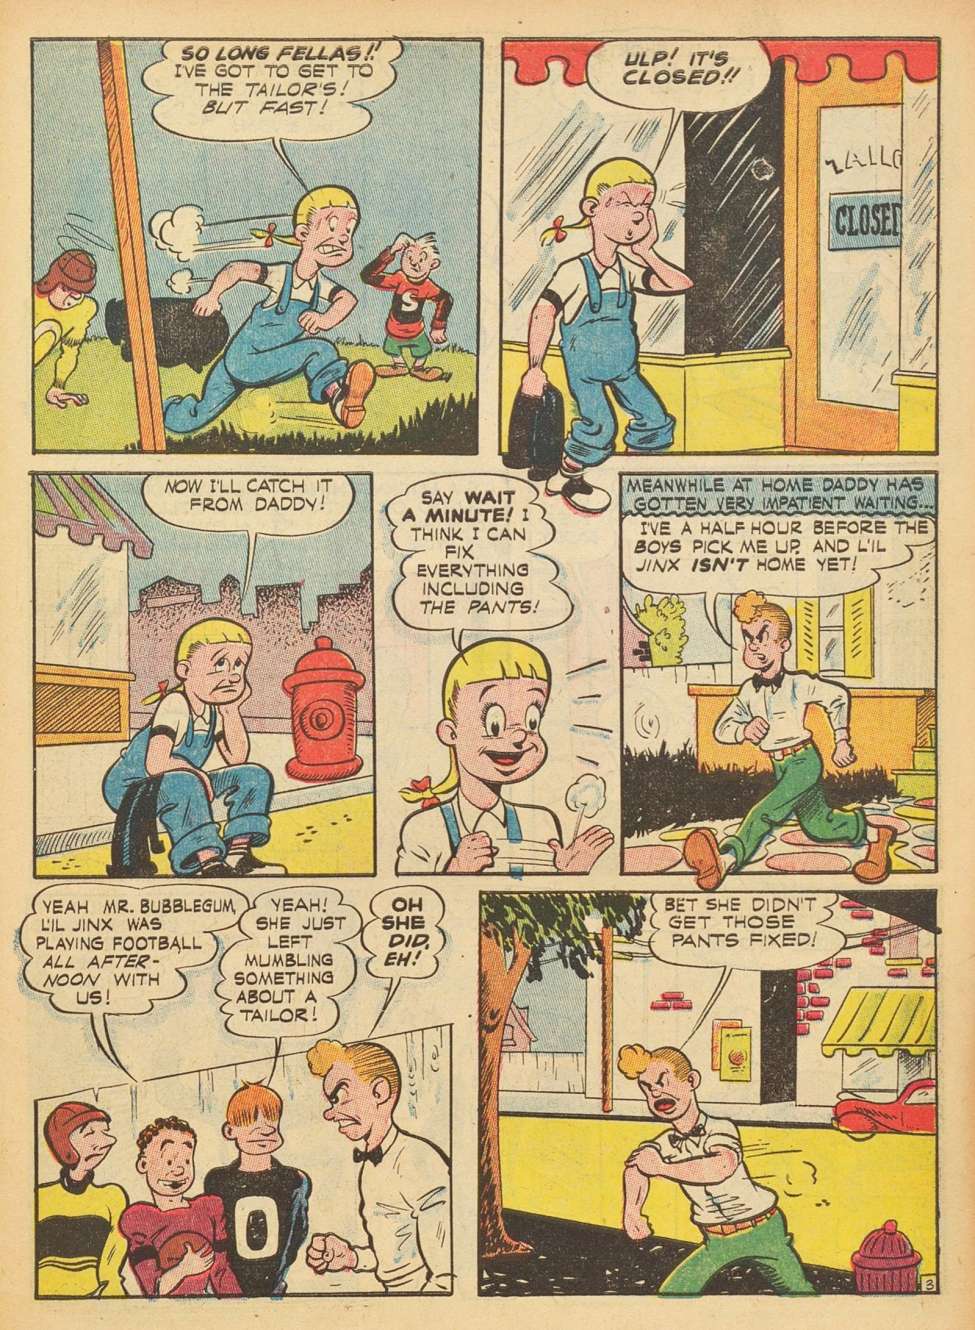 SO LONG FELLAS!!
I'VE GOT TO GET TO
THE TAILOR'S!
BUT FAST!
S
ULP! IT'S
CLOSED!!
TAILO
CLOSED
NOW I'LL CATCH IT
FROM DADDY!
SAY WAIT
A MINUTE! I
THINK I CAN
FIX
EVERYTHING
INCLUDING
THE PANTS!
MEANWHILE AT HOME DADDY HAS
GOTTEN VERY IMPATIENT WAITING...
I'VE A HALF HOUR BEFORE THE
BOYS PICK ME UP, AND L'IL
JINX ISN'T HOME YET!
YEAH MR. BUBBLEGUM,
L'IL JINX WAS
PLAYING FOOTBALL
ALL AFTER-
NOON WITH
US!
YEAH!
SHE JUST
LEFT
MUMBLING
SOMETHING
ABOUT A
TAILOR!
OH
SHE
DID,
EH!
O
BET SHE DIDN'T
GET THOSE
PANTS FIXED!
3